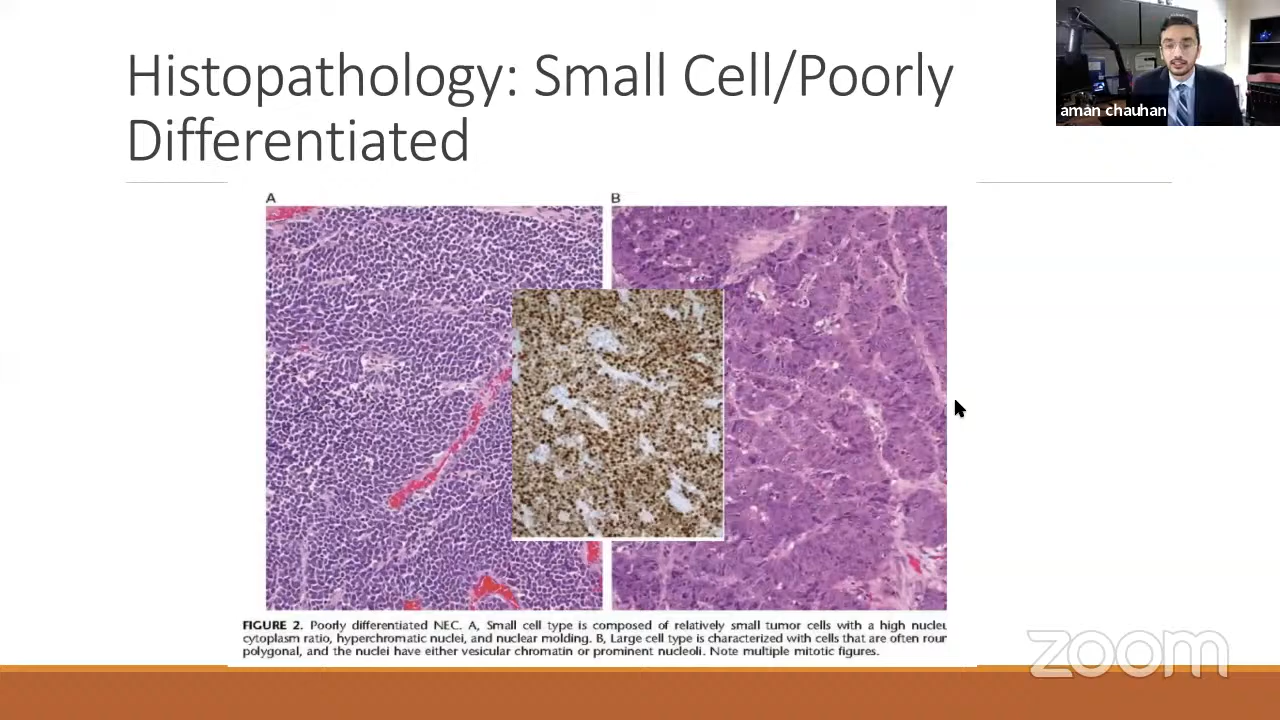 Histopathology: Small Cell/Poorly
Differentiated
aman chauhan
A
B
FIGURE 2. Poorly differentiated NEC. A, Small cell type is composed of relatively small tumor cells with a high nucle
cytoplasm ratio, hyperchromatic nuclei, and nuclear molding. B, Large cell type is characterized with cells that are often rour
polygonal, and the nuclei have either vesicular chromatin or prominent nucleoli. Note multiple mitotic figures.
zoom